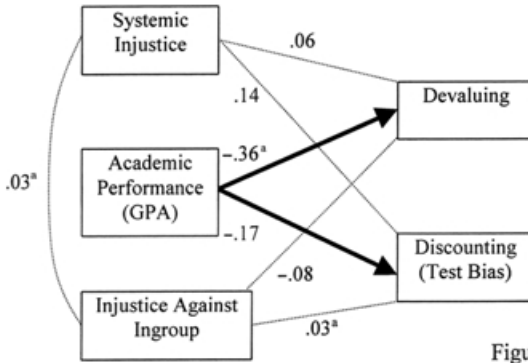 Systemic
Injustice
.06
Devaluing
.14
Academic
Performance
(GPA)
-.36ª
.03ª
-.17
Discounting
(Test Bias)
-.08
Injustice Against
Ingroup
.03ª
Figu